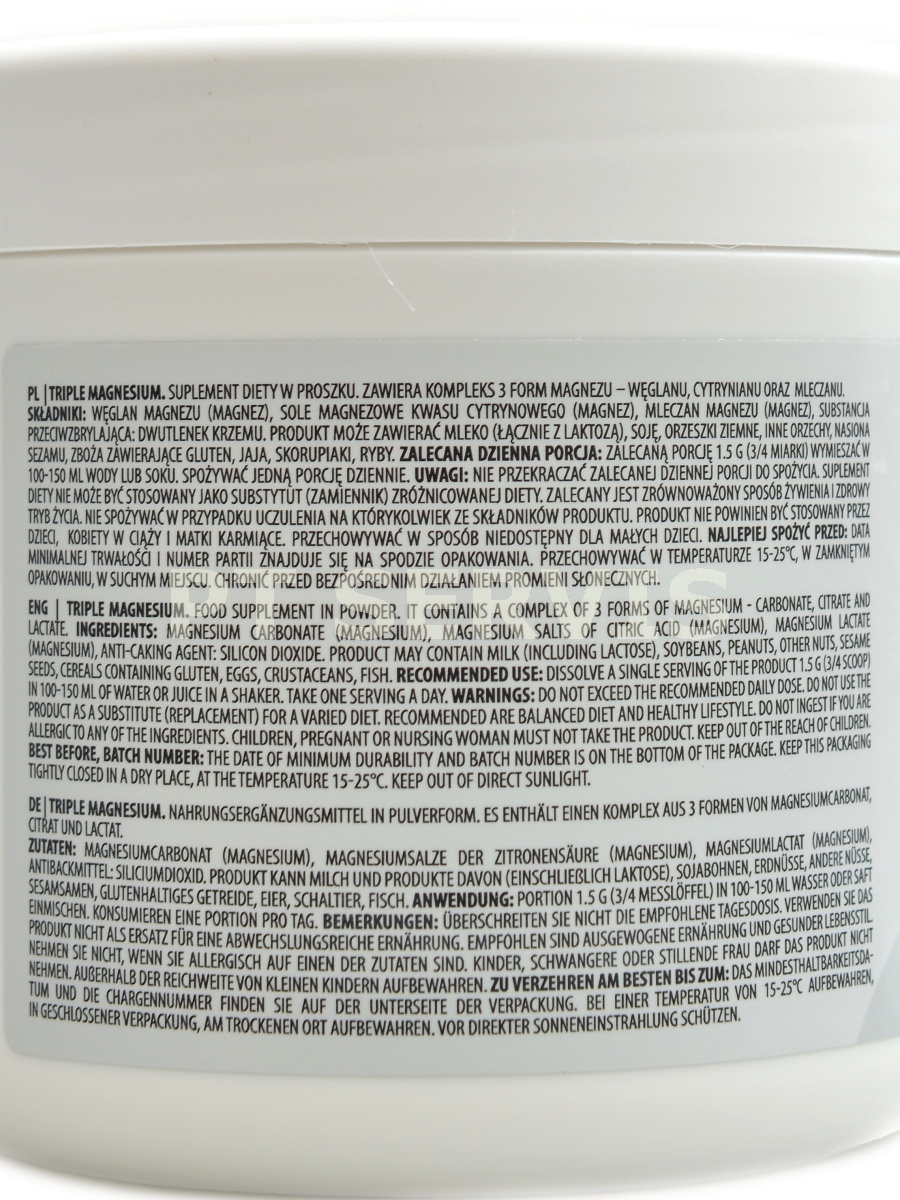 PL | TRIPLE MAGNESIUM. SUPLEMENT DIETY W PROSZKU. ZAWIERA KOMPLEKS 3 FORM MAGNEZU – WĘGLANU, CYTRYNIANU ORAZ MLECZANU.
SKŁADNIKI: WĘGLAN MAGNEZU (MAGNEZ), SOLE MAGNEZOWE KWASU CYTRYNOWEGO (MAGNEZ), MLECZAN MAGNEZU (MAGNEZ), SUBSTANCJA
PRZECIWZBRYLAJĄCA: DWUTLENEK KRZEMU. PRODUKT MOŻE ZAWIERAĆ MLEKO (ŁĄCZNIE Z LAKTOZĄ), SOJĘ, ORZESZKI ZIEMNE, INNE ORZECHY, NASIONA
SEZAMU, ZBOŻA ZAWIERAJĄCE GLUTEN, JAJA, SKORUPIAKI, RYBY. ZALECANA DZIENNA PORCJA: ZALECANĄ PORCJĘ 1.5 G (3/4 MIARKI) WYMIESZAĆ W
100-150 ML WODY LUB SOKU. SPOŻYWAĆ JEDNĄ PORCJĘ DZIENNIE. UWAGI: NIE PRZEKRACZAĆ ZALECANEJ DZIENNEJ PORCJI DO SPOŻYCIA. SUPLEMENT
DIETY NIE MOŻE BYĆ STOSOWANY JAKO SUBSTYTUT (ZAMIENNIK) ZRÓŻNICOWANEJ DIETY. ZALECANY JEST ZRÓWNOWAŻONY SPOSÓB ŻYWIENIA I ZDROWY
TRYB ŻYCIA. NIE SPOŻYWAĆ W PRZYPADKU UCZULENIA NA KTÓRYKOLWIEK ZE SKŁADNIKÓW PRODUKTU. PRODUKT NIE POWINIEN BYĆ STOSOWANY PRZEZ
DZIECI, KOBIETY W CIĄŻY I MATKI KARMIĄCE. PRZECHOWYWAĆ W SPOSÓB NIEDOSTĘPNY DLA MAŁYCH DZIECI. NAJLEPIEJ SPOŻYĆ PRZED: DATA
MINIMALNEJ TRWAŁOŚCI I NUMER PARTII ZNAJDUJE SIĘ NA SPODZIE OPAKOWANIA. PRZECHOWYWAĆ W TEMPERATURZE 15-25°C, W ZAMKNIĘTYM
OPAKOWANIU, W SUCHYM MIEJSCU. CHRONIĆ PRZED BEZPOŚREDNIM DZIAŁANIEM PROMIENI SŁONECZNYCH.
ENG | TRIPLE MAGNESIUM. FOOD SUPPLEMENT IN POWDER. IT CONTAINS A COMPLEX OF 3 FORMS OF MAGNESIUM - CARBONATE, CITRATE AND
LACTATE. INGREDIENTS: MAGNESIUM CARBONATE (MAGNESIUM), MAGNESIUM SALTS OF CITRIC ACID (MAGNESIUM), MAGNESIUM LACTATE
(MAGNESIUM), ANTI-CAKING AGENT: SILICON DIOXIDE. PRODUCT MAY CONTAIN MILK (INCLUDING LACTOSE), SOYBEANS, PEANUTS, OTHER NUTS, SESAME
SEEDS, CEREALS CONTAINING GLUTEN, EGGS, CRUSTACEANS, FISH. RECOMMENDED USE: DISSOLVE A SINGLE SERVING OF THE PRODUCT 1.5 G (3/4 SCOOP)
IN 100-150 ML OF WATER OR JUICE IN A SHAKER. TAKE ONE SERVING A DAY. WARNINGS: DO NOT EXCEED THE RECOMMENDED DAILY DOSE. DO NOT USE THE
PRODUCT AS A SUBSTITUTE (REPLACEMENT) FOR A VARIED DIET. RECOMMENDED ARE BALANCED DIET AND HEALTHY LIFESTYLE. DO NOT INGEST IF YOU ARE
ALLERGIC TO ANY OF THE INGREDIENTS. CHILDREN, PREGNANT OR NURSING WOMAN MUST NOT TAKE THE PRODUCT. KEEP OUT OF THE REACH OF CHILDREN.
BEST BEFORE, BATCH NUMBER: THE DATE OF MINIMUM DURABILITY AND BATCH NUMBER IS ON THE BOTTOM OF THE PACKAGE. KEEP THIS PACKAGING
TIGHTLY CLOSED IN A DRY PLACE, AT THE TEMPERATURE 15-25°C. KEEP OUT OF DIRECT SUNLIGHT.
DE | TRIPLE MAGNESIUM. NAHRUNGSERGÄNZUNGSMITTEL IN PULVERFORM. ES ENTHÄLT EINEN KOMPLEX AUS 3 FORMEN VON MAGNESIUMCARBONAT,
CITRAT UND LACTAT.
ZUTATEN: MAGNESIUMCARBONAT (MAGNESIUM), MAGNESIUMSALZE DER ZITRONENSÄURE (MAGNESIUM), MAGNESIUMLACTAT (MAGNESIUM),
ANTIBACKMITTEL: SILICIUMDIOXID. PRODUKT KANN MILCH UND PRODUKTE DAVON (EINSCHLIEßLICH LAKTOSE), SOJABOHNEN, ERDNÜSSE, ANDERE NÜSSE,
SESAMSAMEN, GLUTENHALTIGES GETREIDE, EIER, SCHALTIER, FISCH. ANWENDUNG: PORTION 1.5 G (3/4 MESSLÖFFEL) IN 100-150 ML WASSER ODER SAFT
EINMISCHEN. KONSUMIEREN EINE PORTION PRO TAG. BEMERKUNGEN: ÜBERSCHREITEN SIE NICHT DIE EMPFOHLENE TAGESDOSIS. VERWENDEN SIE DAS
PRODUKT NICHT ALS ERSATZ FÜR EINE ABWECHSLUNGSREICHE ERNÄHRUNG. EMPFOHLEN SIND AUSGEWOGENE ERNÄHRUNG UND GESUNDER LEBENSSTIL.
NEHMEN SIE NICHT, WENN SIE ALLERGISCH AUF EINEN DER ZUTATEN SIND. KINDER, SCHWANGERE ODER STILLENDE FRAU DARF DAS PRODUKT NICHT
NEHMEN. AUßERHALB DER REICHWEITE VON KLEINEN KINDERN AUFBEWAHREN. ZU VERZEHREN AM BESTEN BIS ZUM: DAS MINDESTHALTBARKEITSDA-
TUM UND DIE CHARGENNUMMER FINDEN SIE AUF DER UNTERSEITE DER VERPACKUNG. BEI EINER TEMPERATUR VON 15-25°C AUFBEWAHREN,
IN GESCHLOSSENER VERPACKUNG, AM TROCKENEN ORT AUFBEWAHREN. VOR DIREKTER SONNENEINSTRAHLUNG SCHÜTZEN.